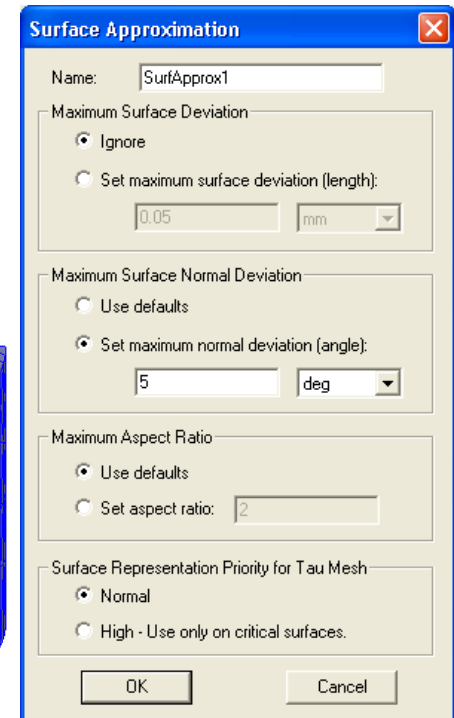 Surface Approximation
Name: SurfApprox1
Maximum Surface Deviation
Ignore
Set maximum surface deviation (length):
0.05 mm
Maximum Surface Normal Deviation
Use defaults
Set maximum normal deviation (angle):
5 deg
Maximum Aspect Ratio
Use defaults
Set aspect ratio: 2
Surface Representation Priority for Tau Mesh
Normal
High - Use only on critical surfaces.
OK Cancel